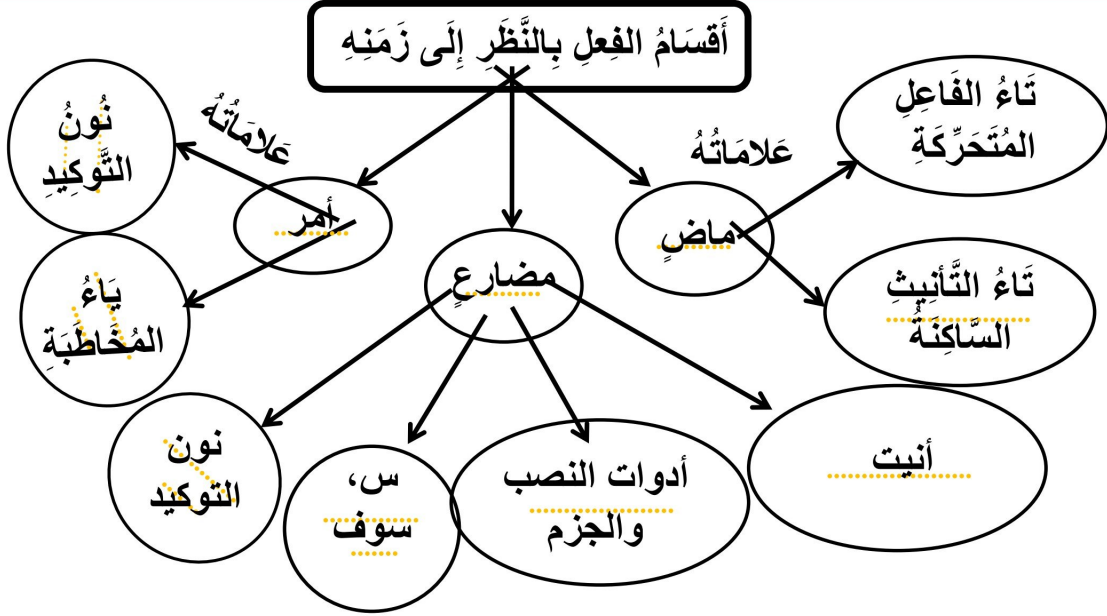 أَقسَامُ الفِعلِ بِالنَّظَرِ إِلَى زَمَنِهِ
تَاءُ الفَاعِلِ
المُتَحَرِّكَةِ
عَلامَاتُهُ
ماضٍ
تَاءُ التَّأنِيثِ
السَّاكِنَةُ
مضارعٍ
أنيت
أدوات النصب
والجزم
س،
سوف
نون
التوكيد
أمر
عَلامَاتُهُ
نُونُ
التَّوكِيدِ
يَاءُ
المُخَاطَبَةِ